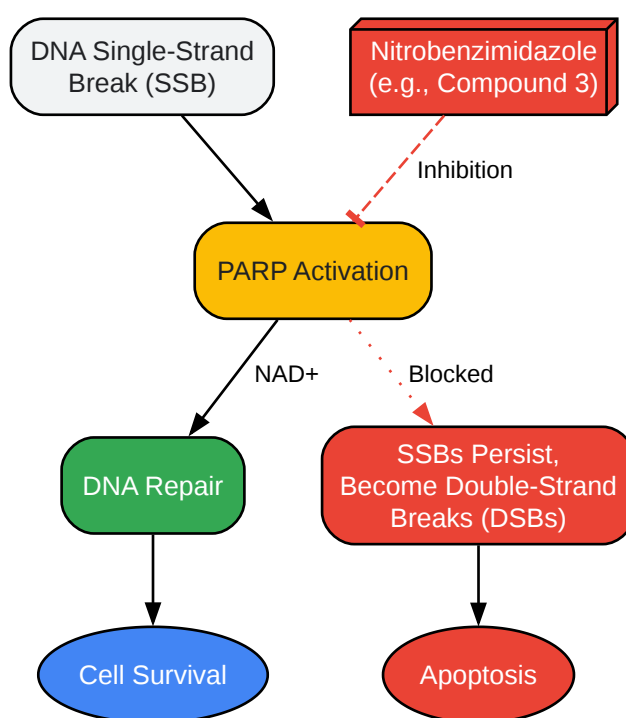 DNA Single-Strand
Break (SSB)
Nitrobenzimidazole
(e.g., Compound 3)
Inhibition
PARP Activation
NAD+
Blocked
DNA Repair
SSBs Persist,
Become Double-Strand
Breaks (DSBs)
Cell Survival
Apoptosis